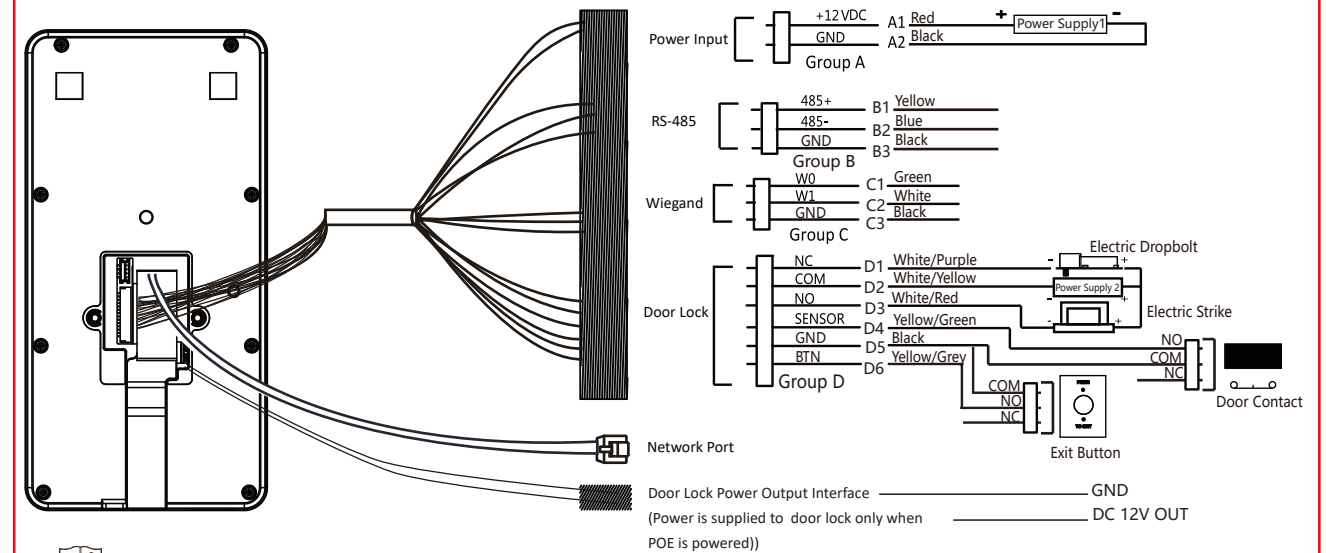 Power Input
+12 VDC A1 Red
GND A2 Black
Group A
+ Power Supply1 -
RS-485
485+ B1 Yellow
485- B2 Blue
GND B3 Black
Group B
Wiegand
W0 C1 Green
W1 C2 White
GND C3 Black
Group C
Door Lock
NC D1 White/Purple
COM D2 White/Yellow
NO D3 White/Red
SENSOR D4 Yellow/Green
GND D5 Black
BTN D6 Yellow/Grey
Group D
Electric Dropbolt
- +
Power Supply 2
- +
Electric Strike
- +
NO
COM
NC
Door Contact
COM
NO
NC
Exit Button
Network Port
Door Lock Power Output Interface GND
(Power is supplied to door lock only when DC 12V OUT
POE is powered))